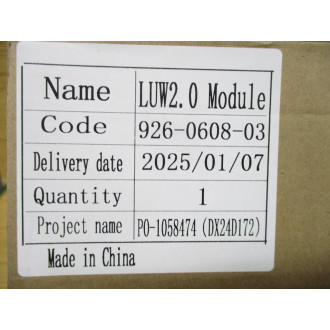 Name LUW2.0 Module
Code 926-0608-03
Delivery date 2025/01/07
Quantity 1
Project name PO-1058474 (DX24D172)
Made in China